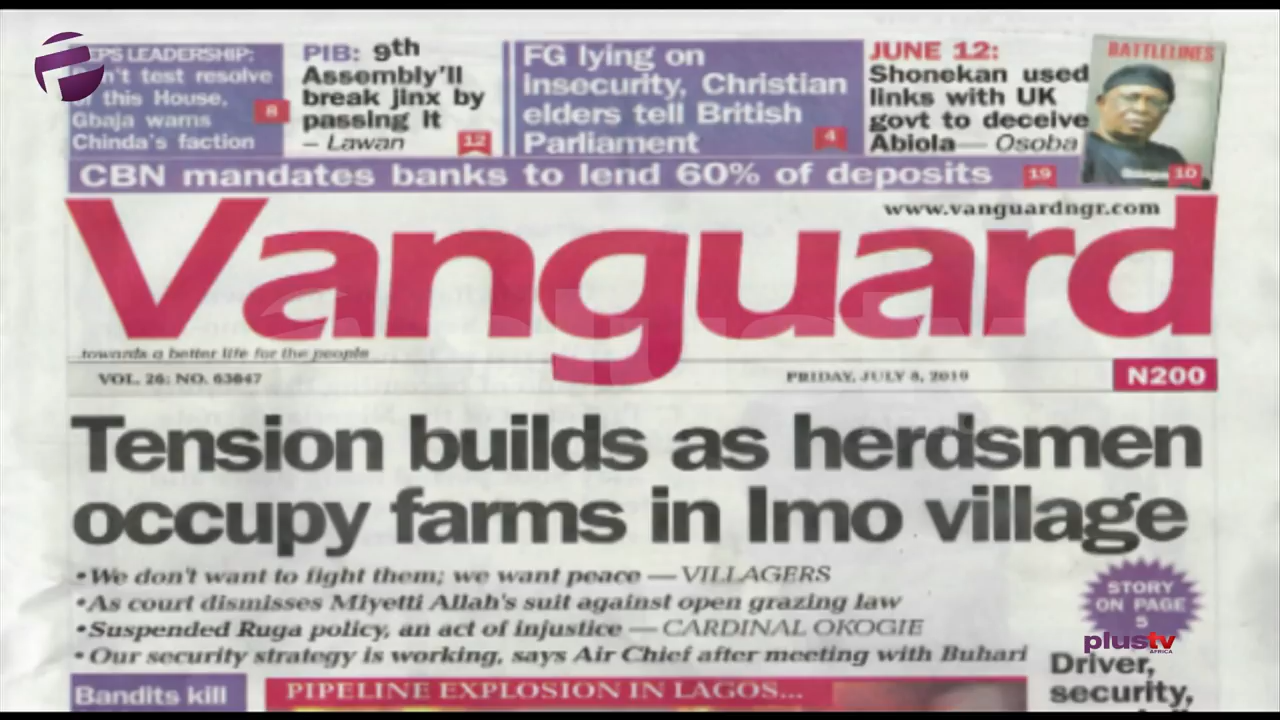 REPS LEADERSHIP:
Don't test resolve
of this House,
Gbaja warns
Chinda's faction
8
PIB: 9th
Assembly'll
break jinx by
passing it
– Lawan
12
FG lying on
insecurity, Christian
elders tell British
Parliament
4
JUNE 12:
Shonekan used
links with UK
govt to deceive
Abiola— Osoba
BATTLELINES
10
CBN mandates banks to lend 60% of deposits
19
www.vanguardngr.com
Vanguard
towards a better life for the people
VOL. 26: NO. 63847
FRIDAY, JULY 5, 2019
N200
Tension builds as herdsmen
occupy farms in Imo village
•We don't want to fight them; we want peace — VILLAGERS
•As court dismisses Miyetti Allah's suit against open grazing law
•Suspended Ruga policy, an act of injustice — CARDINAL OKOGIE
•Our security strategy is working, says Air Chief after meeting with Buhari
STORY
ON PAGE
5
plustv
AFRICA
Driver,
security,
Bandits kill
PIPELINE EXPLOSION IN LAGOS...